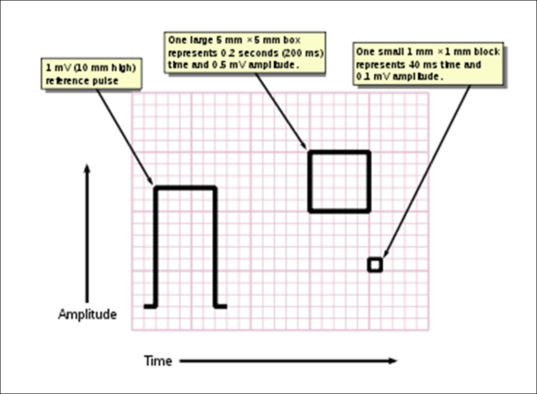 One large 5 mm × 5 mm box
represents 0.2 seconds (200 ms)
time and 0.5 mV amplitude.
One small 1 mm × 1 mm block
represents 40 ms time and
0.1 mV amplitude.
1 mV (10 mm high)
reference pulse
Amplitude
Time